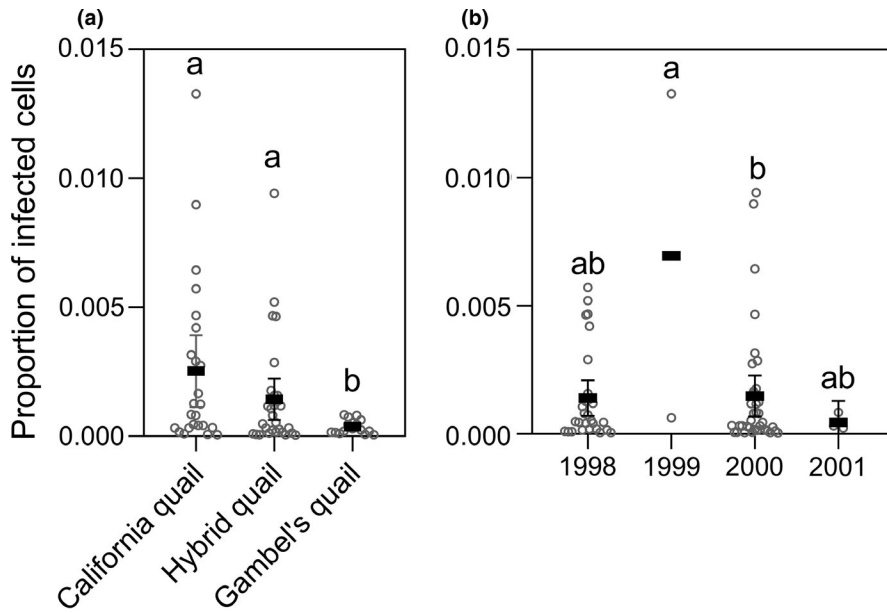 (a)
Proportion of infected cells
0.015
0.010
0.005
0.000
a
a
b
California quail
Hybrid quail
Gambel's quail
(b)
0.015
0.010
0.005
0.000
ab
a
b
ab
1998
1999
2000
2001